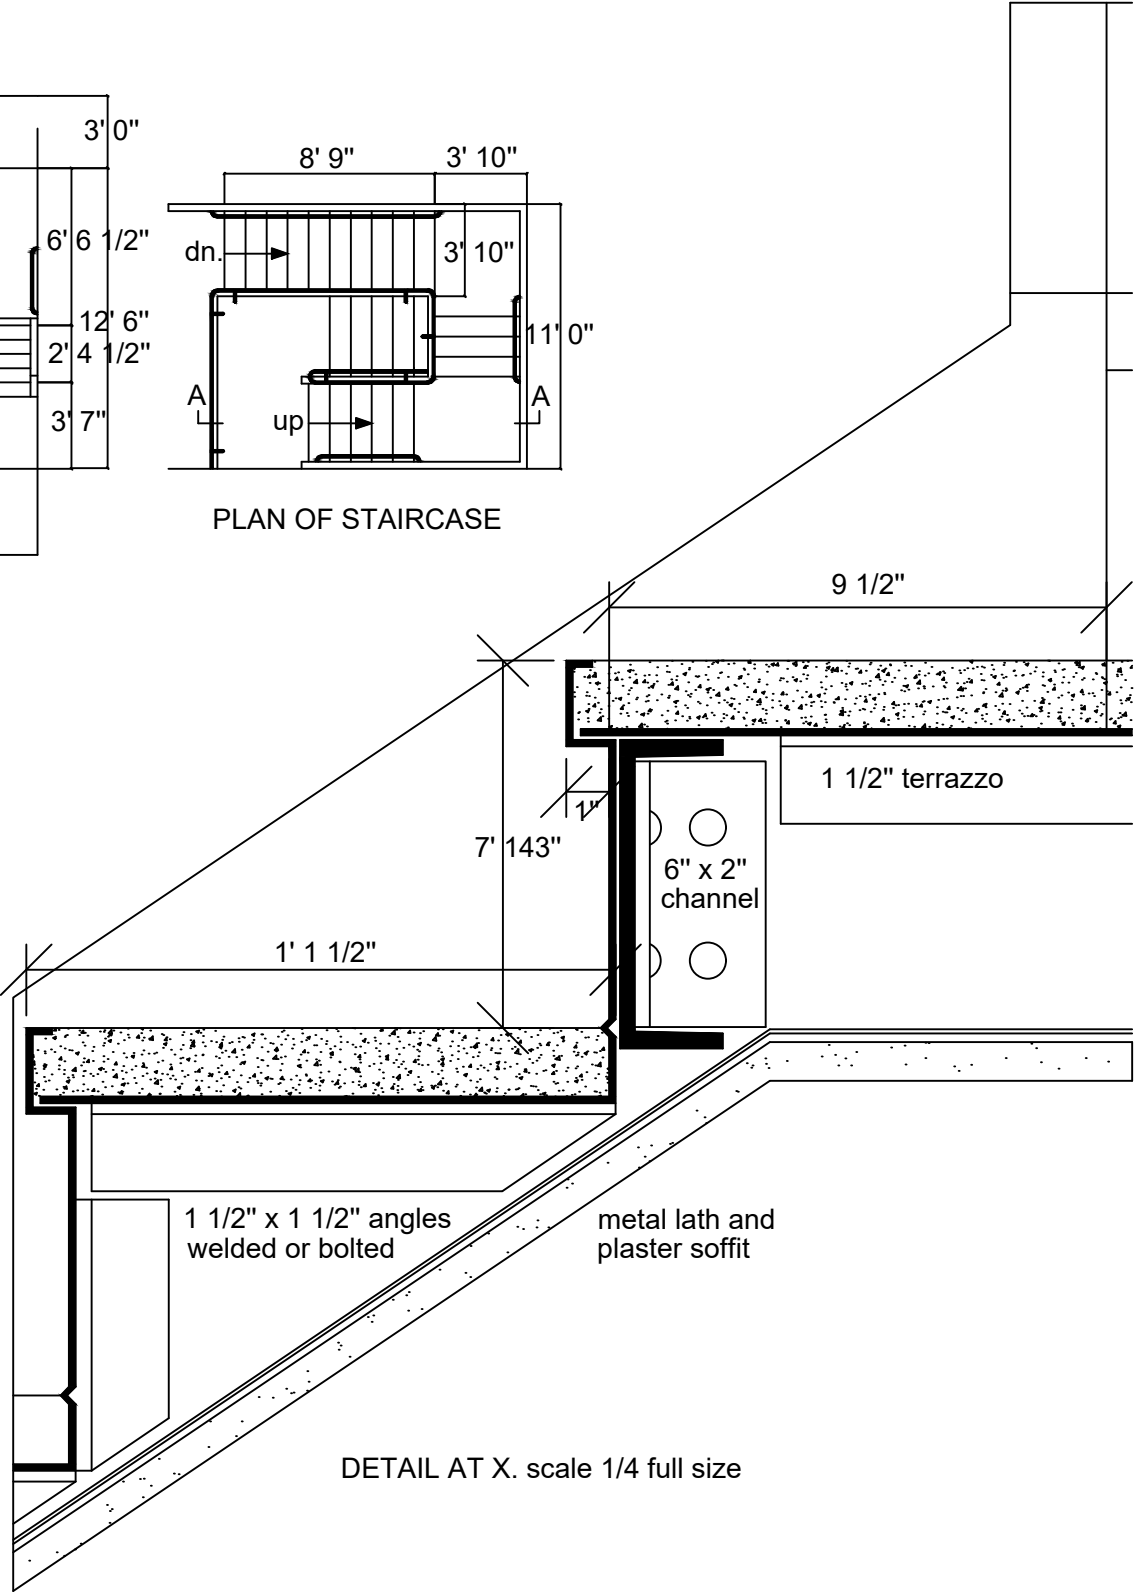 3' 0"
8' 9"
3' 10"
6' 6 1/2"
dn.
3' 10"
12' 6"
11' 0"
2' 4 1/2"
A
A
3' 7"
up
PLAN OF STAIRCASE
9 1/2"
1 1/2" terrazzo
1"
7' 143"
6" x 2"
channel
1' 1 1/2"
1 1/2" x 1 1/2" angles
welded or bolted
metal lath and
plaster soffit
DETAIL AT X. scale 1/4 full size